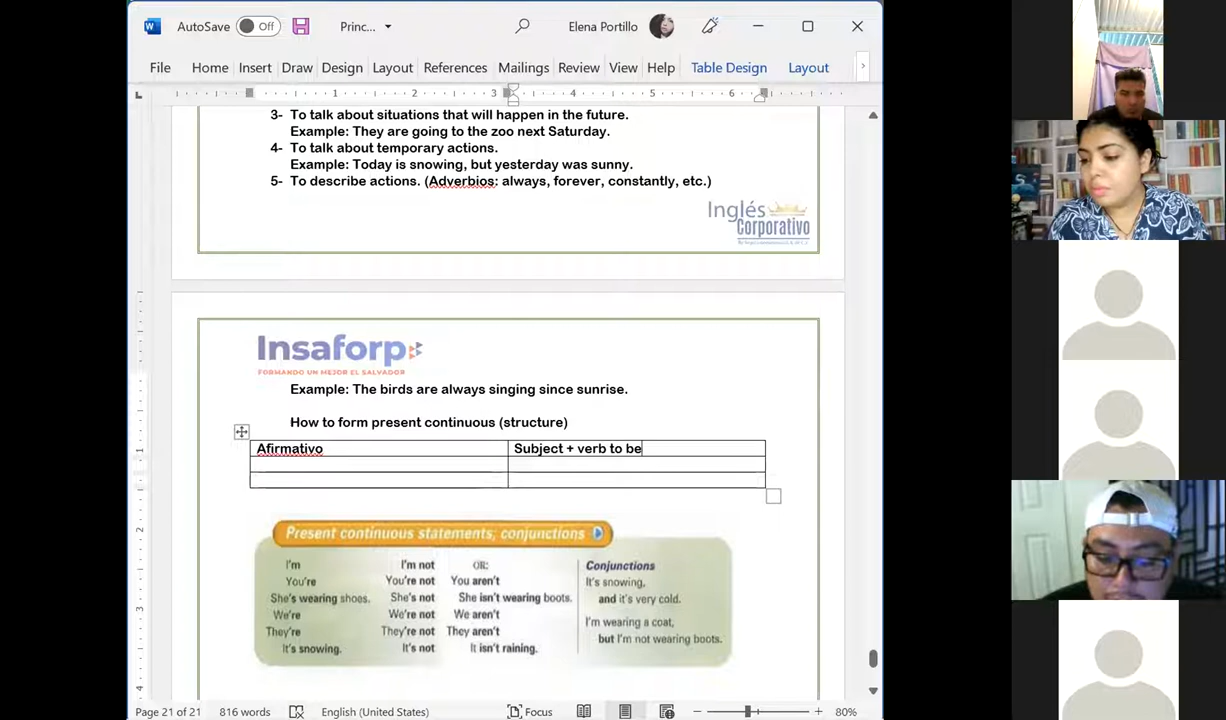 AutoSave Off Princ... Elena Portillo
File Home Insert Draw Design Layout References Mailings Review View Help Table Design Layout
1 2 3 4 5 6
3- To talk about situations that will happen in the future.
Example: They are going to the zoo next Saturday.
4- To talk about temporary actions.
Example: Today is snowing, but yesterday was sunny.
5- To describe actions. (Adverbios: always, forever, constantly, etc.)
Inglés
Corporativo
Insaforp
FORMANDO UN MEJOR EL SALVADOR
Example: The birds are always singing since sunrise.
How to form present continuous (structure)
Afirmativo Subject + verb to be
Present continuous statements; conjunctions
I'm I'm not OR: Conjunctions
You're You're not You aren't It's snowing,
She's wearing shoes. She's not She isn't wearing boots. and it's very cold.
We're We're not We aren't I'm wearing a coat,
They're They're not They aren't but I'm not wearing boots.
It's snowing. It's not It isn't raining.
Page 21 of 21 816 words English (United States) Focus 80%